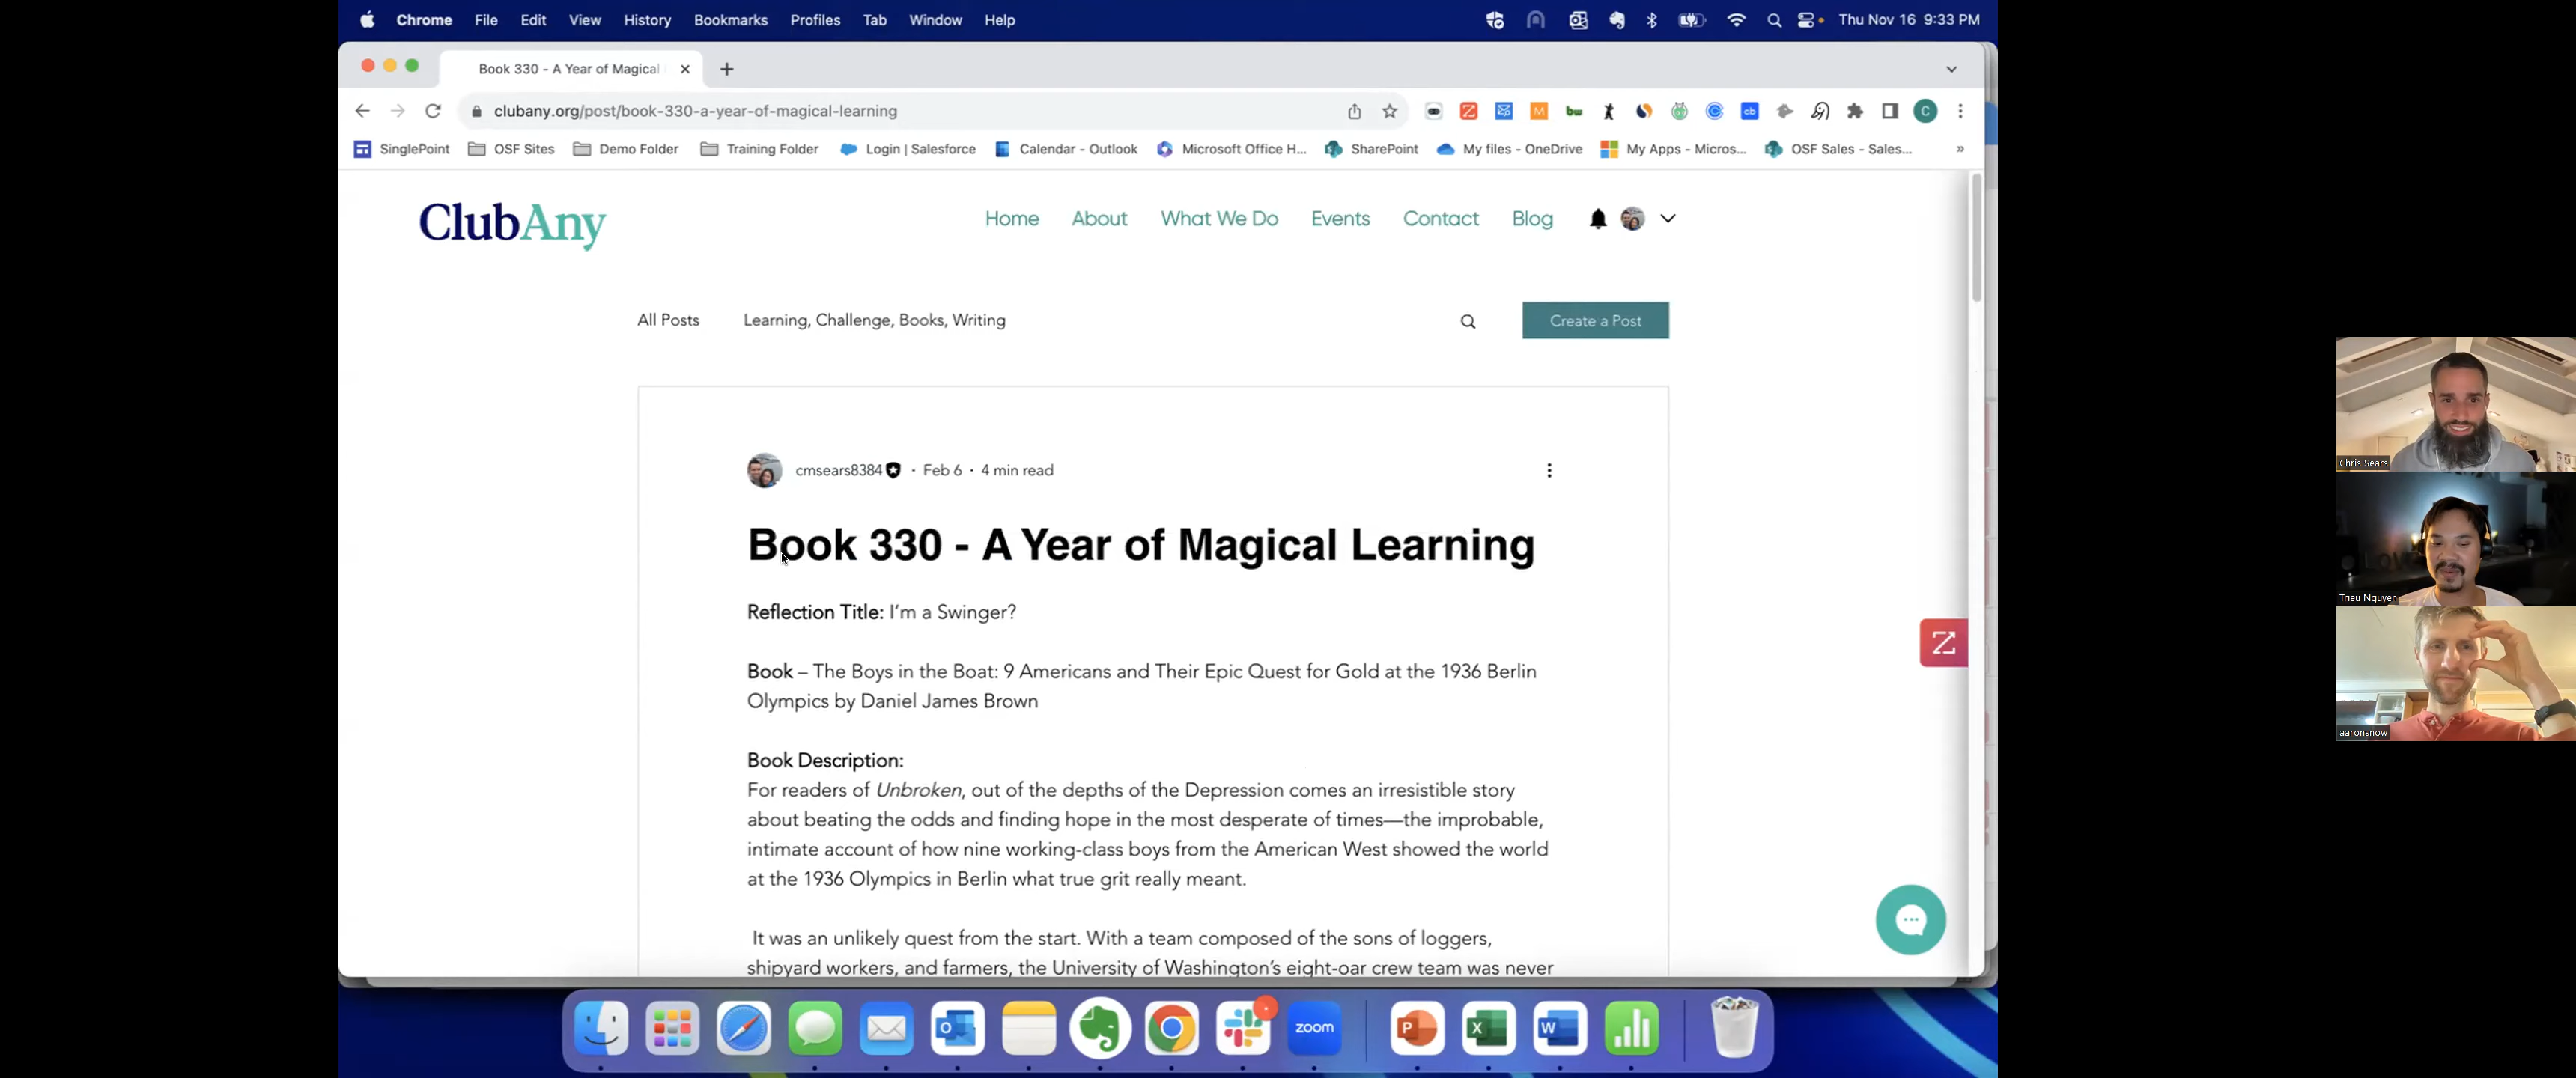 Chrome File Edit View History Bookmarks Profiles Tab Window Help Thu Nov 16 9:33 PM
Book 330 - A Year of Magical
clubany.org/post/book-330-a-year-of-magical-learning
SinglePoint OSF Sites Demo Folder Training Folder Login | Salesforce Calendar - Outlook Microsoft Office H... SharePoint My files - OneDrive My Apps - Micros... OSF Sales - Sales... »
ClubAny
Home About What We Do Events Contact Blog
All Posts Learning, Challenge, Books, Writing Create a Post
cmsears8384 · Feb 6 · 4 min read
Book 330 - A Year of Magical Learning
Reflection Title: I'm a Swinger?
Book – The Boys in the Boat: 9 Americans and Their Epic Quest for Gold at the 1936 Berlin
Olympics by Daniel James Brown
Book Description:
For readers of Unbroken, out of the depths of the Depression comes an irresistible story
about beating the odds and finding hope in the most desperate of times—the improbable,
intimate account of how nine working-class boys from the American West showed the world
at the 1936 Olympics in Berlin what true grit really meant.
It was an unlikely quest from the start. With a team composed of the sons of loggers,
shipyard workers, and farmers, the University of Washington's eight-oar crew team was never
zoom
Chris Sears
Trieu Nguyen
aaronsnow